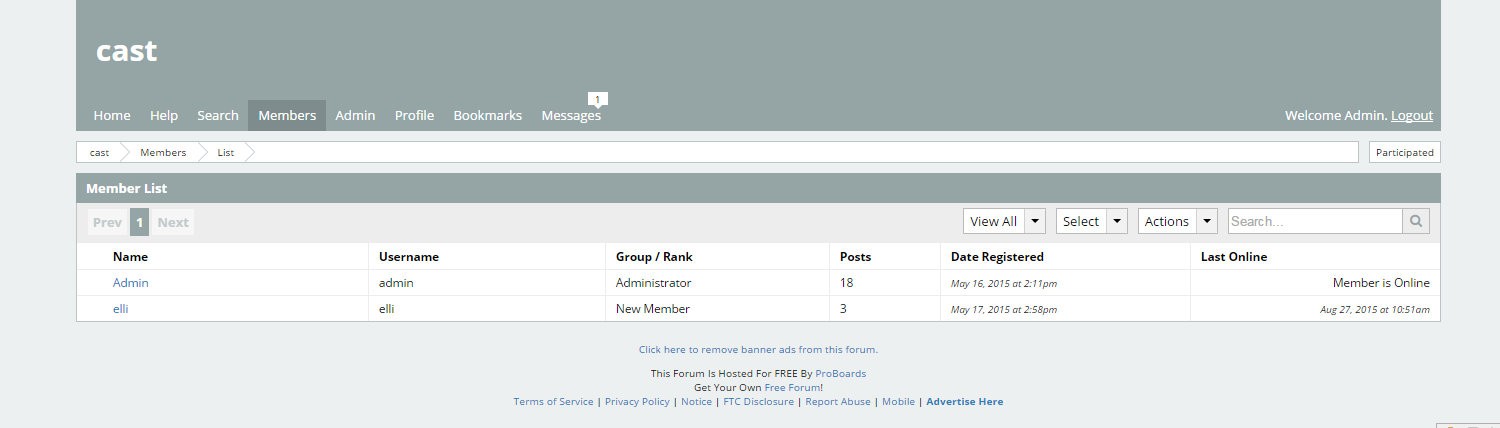 cast
1
Home Help Search Members Admin Profile Bookmarks Messages Welcome Admin. Logout
cast Members List Participated
Member List
Prev 1 Next View All Select Actions Search...
Name Username Group / Rank Posts Date Registered Last Online
Admin admin Administrator 18 May 16, 2015 at 2:11pm Member is Online
elli elli New Member 3 May 17, 2015 at 2:58pm Aug 27, 2015 at 10:51am
Click here to remove banner ads from this forum.
This Forum Is Hosted For FREE By ProBoards
Get Your Own Free Forum!
Terms of Service | Privacy Policy | Notice | FTC Disclosure | Report Abuse | Mobile | Advertise Here